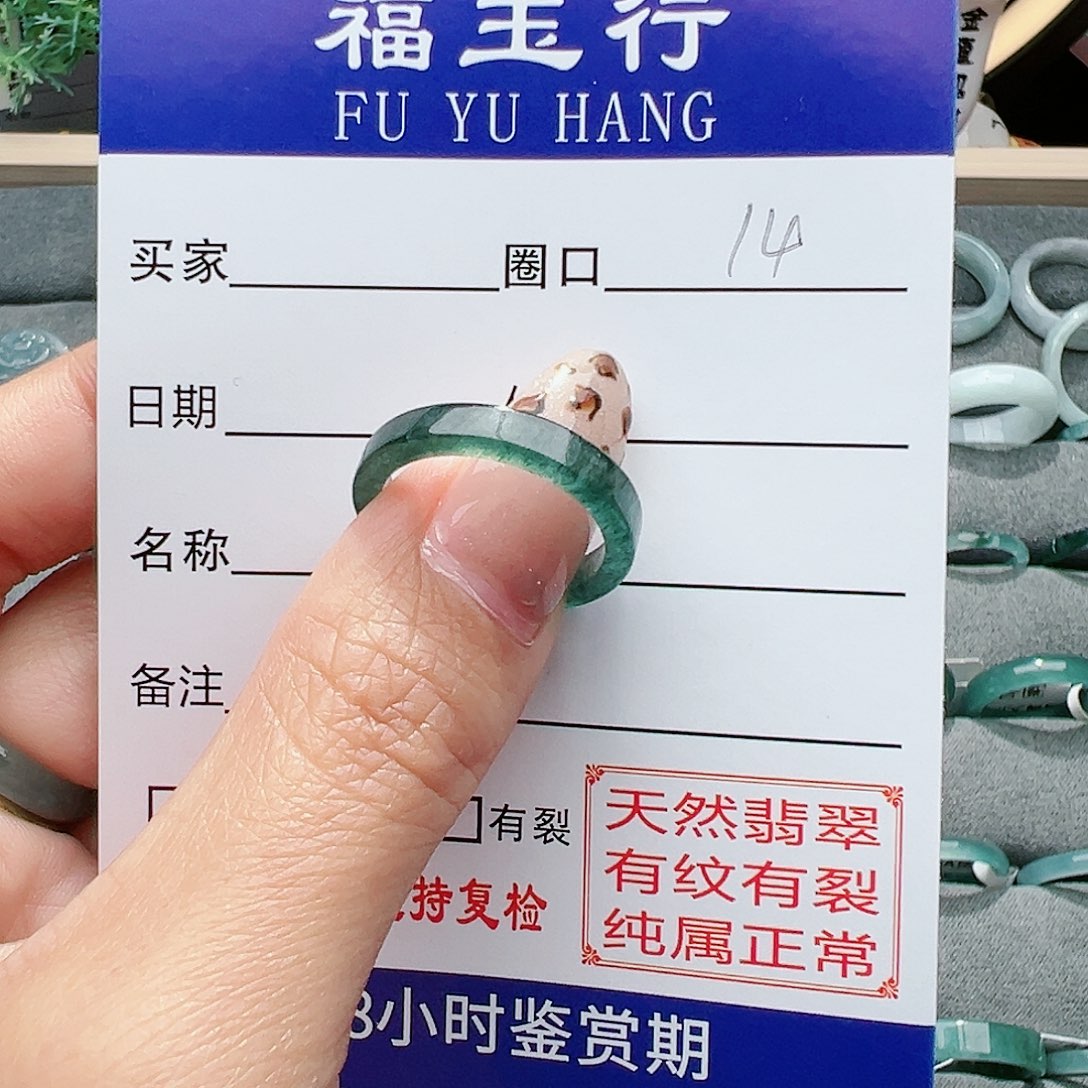 福玉行
FU YU HANG
买家 圈口 14
日期
名称
备注
有裂
持复检
天然翡翠
有纹有裂
纯属正常
8小时鉴赏期